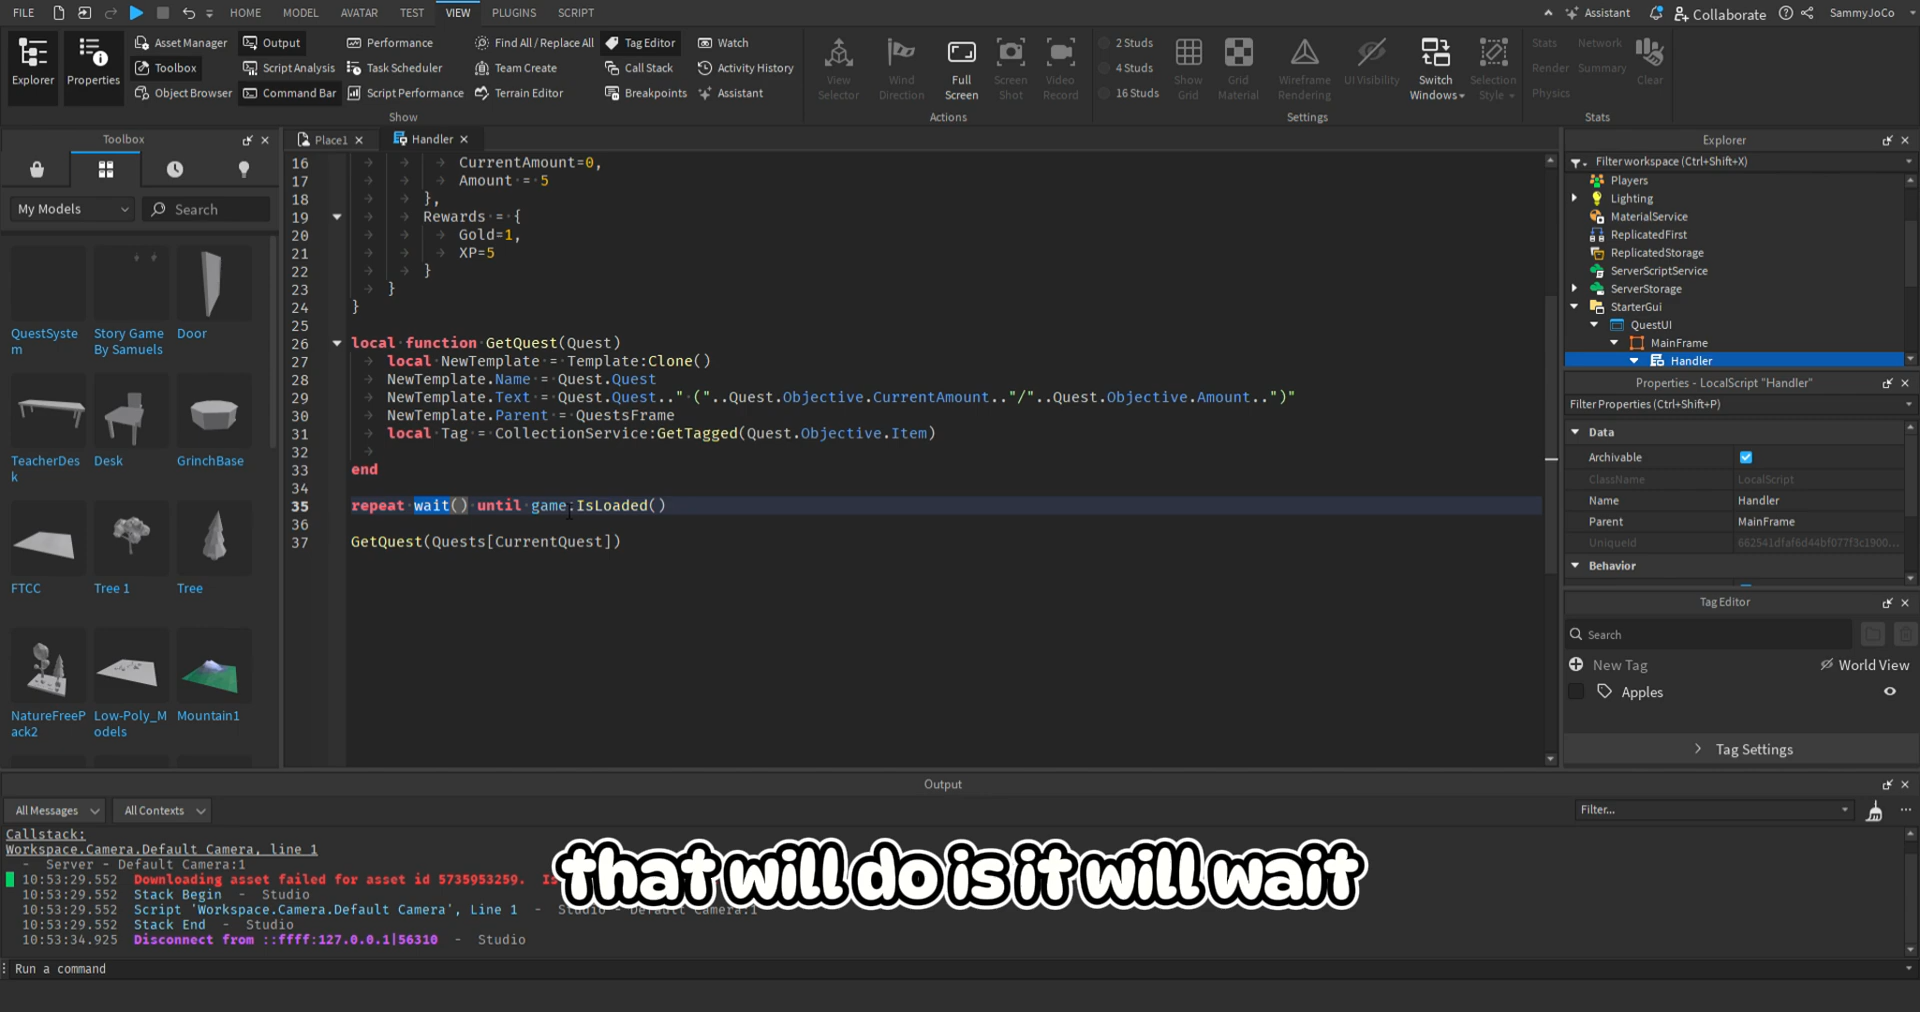 FILE HOME MODEL AVATAR TEST VIEW PLUGINS SCRIPT Assistant Collaborate SammyJoCo
Explorer Properties
Asset Manager Output Performance Find All / Replace All Tag Editor Watch
Toolbox Script Analysis Task Scheduler Team Create Call Stack Activity History
Object Browser Command Bar Script Performance Terrain Editor Breakpoints Assistant
Show
View Selector
Wind Direction
Full Screen
Screen Shot
Video Record
Actions
2 Studs
4 Studs
16 Studs
Show Grid
Grid Material
Wireframe Rendering
UI Visibility
Switch Windows
Selection Style
Settings
Stats Network
Render Summary
Physics
Clear
Stats
Toolbox
My Models Search
QuestSyste
m
Story Game
By Samuels
Door
TeacherDes
k
Desk
GrinchBase
FTCC
Tree 1
Tree
NatureFreeP
ack2
Low-Poly_M
odels
Mountain1
Place1 Handler
16 CurrentAmount=0,
17 Amount = 5
18 },
19 Rewards = {
20 Gold=1,
21 XP=5
22 }
23 }
24 }
25
26 local function GetQuest(Quest)
27 local NewTemplate = Template:Clone()
28 NewTemplate.Name = Quest.Quest
29 NewTemplate.Text = Quest.Quest.." ("..Quest.Objective.CurrentAmount.."/"..Quest.Objective.Amount..")"
30 NewTemplate.Parent = QuestsFrame
31 local Tag = CollectionService:GetTagged(Quest.Objective.Item)
32
33 end
34
35 repeat wait() until game:IsLoaded()
36
37 GetQuest(Quests[CurrentQuest])
Explorer
Filter workspace (Ctrl+Shift+X)
Players
Lighting
MaterialService
ReplicatedFirst
ReplicatedStorage
ServerScriptService
ServerStorage
StarterGui
QuestUI
MainFrame
Handler
Properties - LocalScript "Handler"
Filter Properties (Ctrl+Shift+P)
Data
Archivable
ClassName LocalScript
Name Handler
Parent MainFrame
UniqueId 662541dfaf6d44bf077f3c1900...
Behavior
Tag Editor
Search
New Tag World View
Apples
Tag Settings
Output
All Messages All Contexts Filter...
Callstack:
Workspace.Camera.Default Camera, line 1
- Server - Default Camera:1
10:53:29.552 Downloading asset failed for asset id 5735953259. Is
10:53:29.552 Stack Begin - Studio
10:53:29.552 Script 'Workspace.Camera.Default Camera', Line 1 - Studio - Default Camera:1
10:53:29.552 Stack End - Studio
10:53:34.925 Disconnect from ::ffff:127.0.0.1|56310 - Studio
that will do is it will wait
Run a command